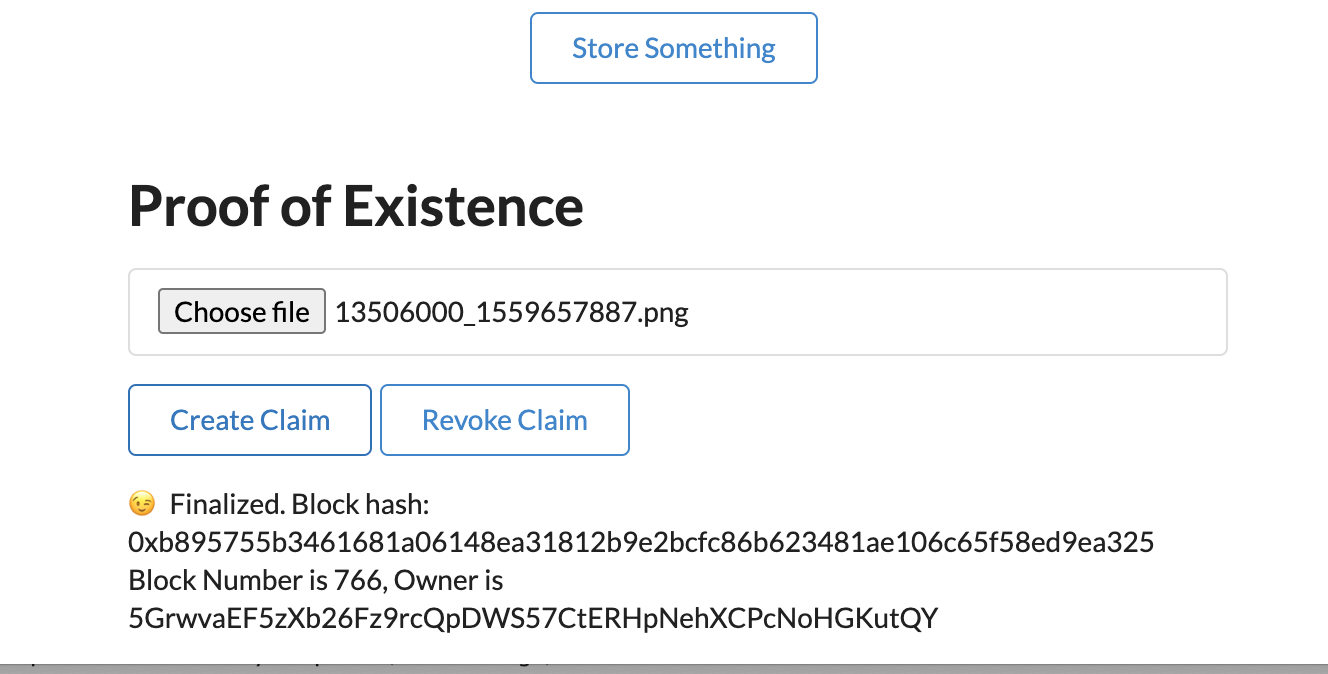 Store Something
Proof of Existence
Choose file 13506000_1559657887.png
Create Claim Revoke Claim
😉 Finalized. Block hash:
0xb895755b3461681a06148ea31812b9e2bcfc86b623481ae106c65f58ed9ea325
Block Number is 766, Owner is
5GrwvaEF5zXb26Fz9rcQpDWS57CtERHpNehXCPcNoHGKutQY